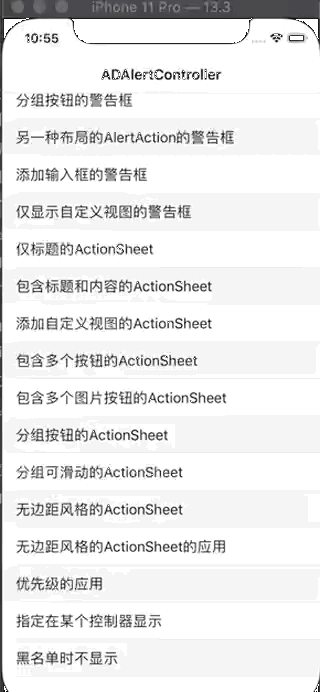 iPhone 11 Pro — 13.3
10:55
ADAlertController
分组按钮的警告框
另一种布局的AlertAction的警告框
添加输入框的警告框
仅显示自定义视图的警告框
仅标题的ActionSheet
包含标题和内容的ActionSheet
添加自定义视图的ActionSheet
包含多个按钮的ActionSheet
包含多个图片按钮的ActionSheet
分组按钮的ActionSheet
分组可滑动的ActionSheet
无边距风格的ActionSheet
无边距风格的ActionSheet的应用
优先级的应用
指定在某个控制器显示
黑名单时不显示